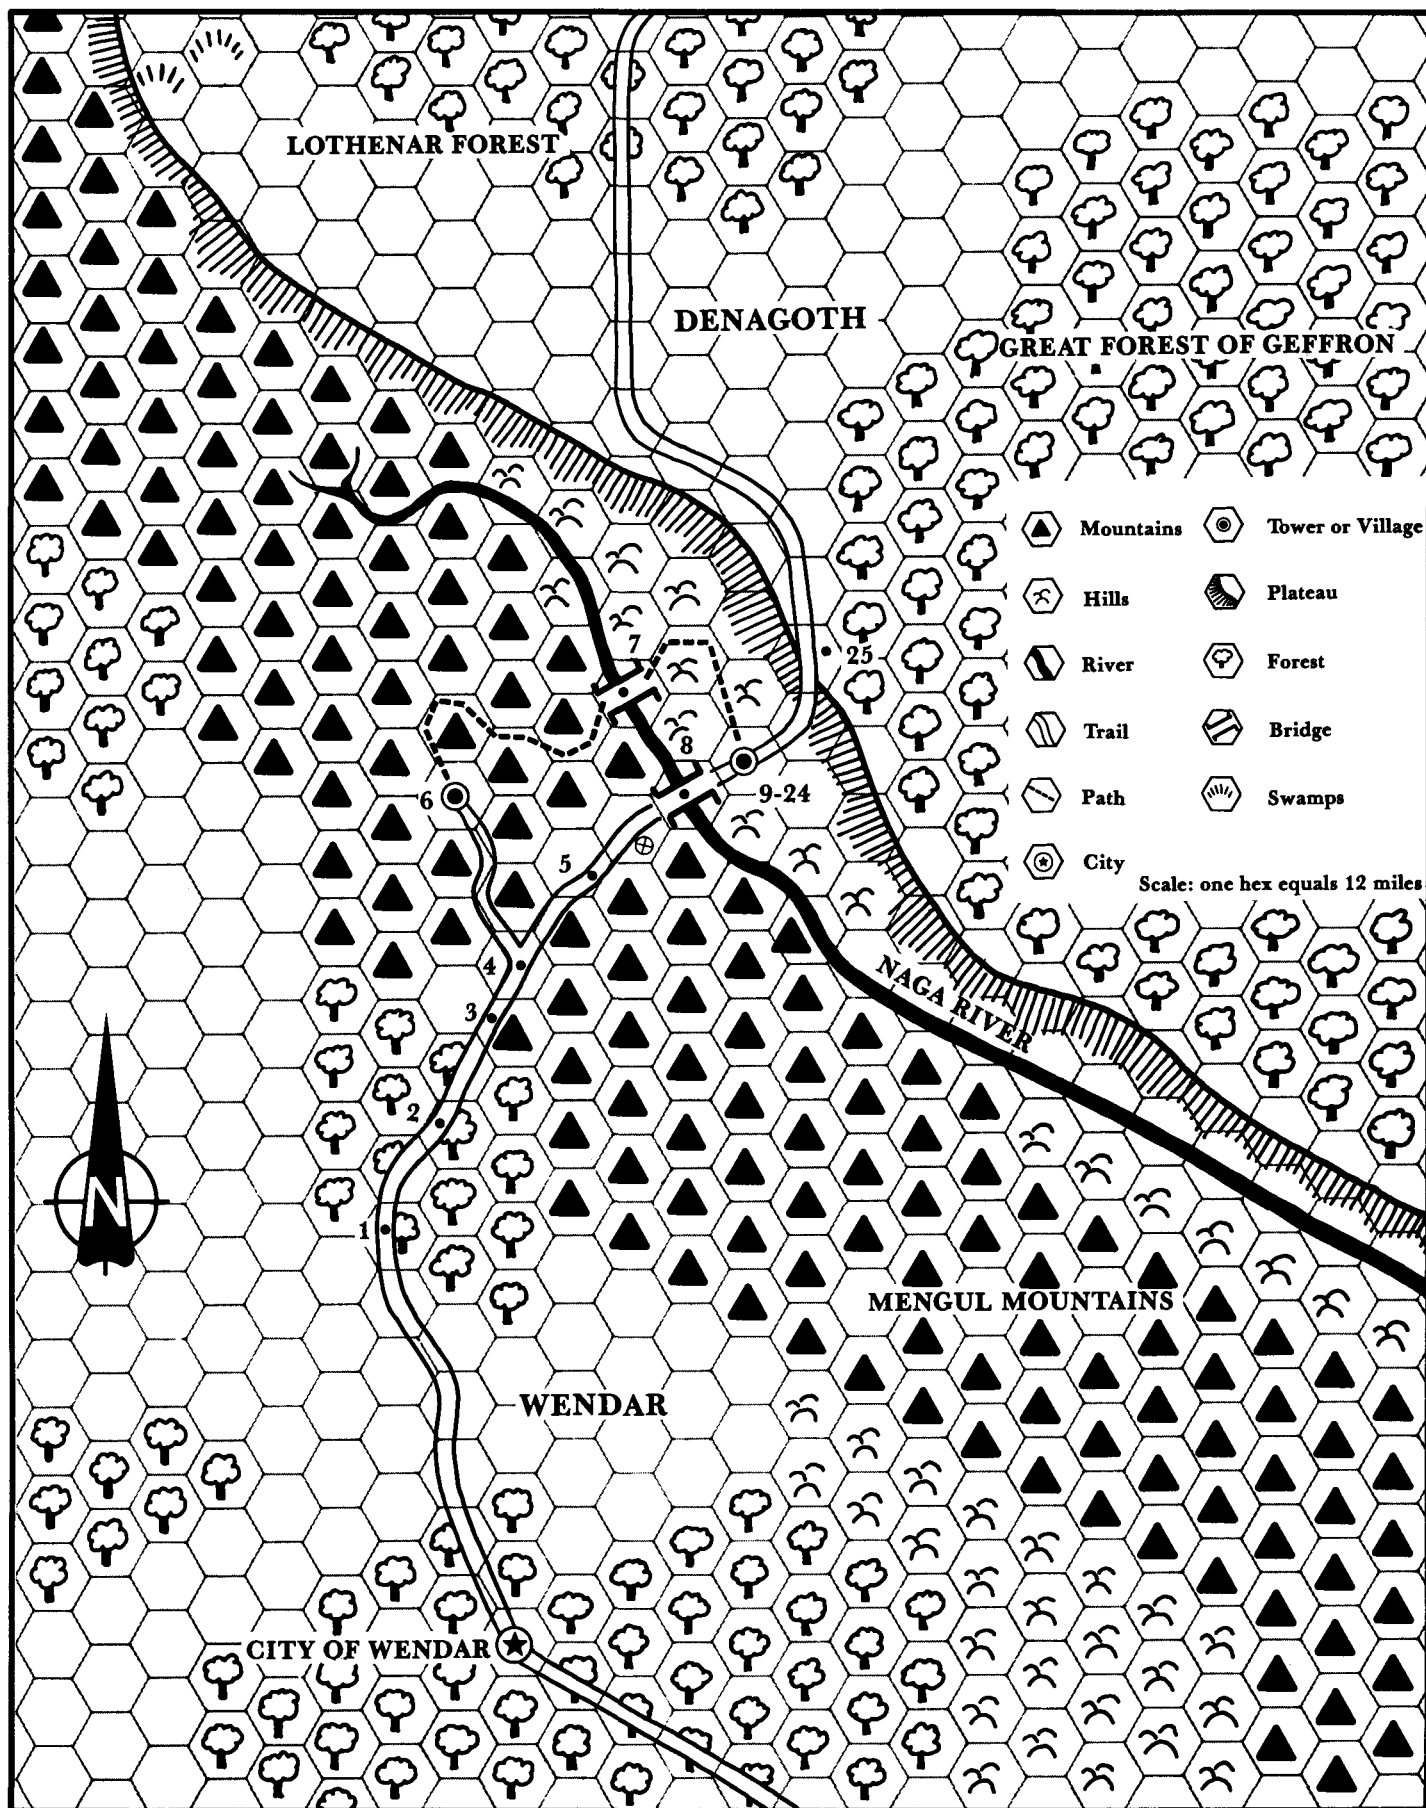 LOTHENAR FOREST
DENAGOTH
GREAT FOREST OF GEFFRON
Mountains
Tower or Village
Hills
Plateau
River
Forest
Trail
Bridge
Path
Swamps
City
Scale: one hex equals 12 miles
7
25
8
6
9-24
5
4
NAGA RIVER
3
2
N
1
MENGUL MOUNTAINS
WENDAR
CITY OF WENDAR